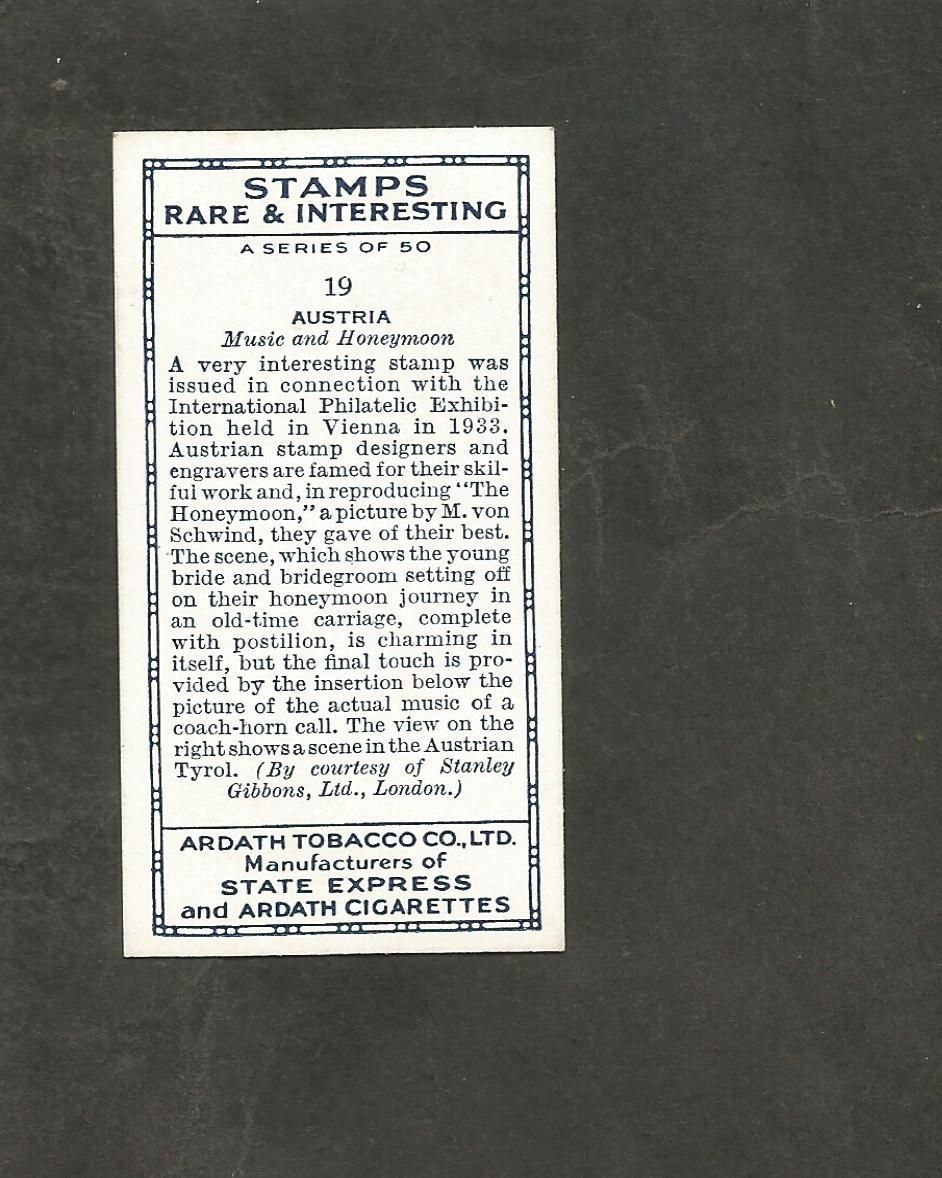 STAMPS
RARE & INTERESTING
A SERIES OF 50
19
AUSTRIA
Music and Honeymoon
A very interesting stamp was
issued in connection with the
International Philatelic Exhibi-
tion held in Vienna in 1933.
Austrian stamp designers and
engravers are famed for their skil-
ful work and, in reproducing "The
Honeymoon," a picture by M. von
Schwind, they gave of their best.
The scene, which shows the young
bride and bridegroom setting off
on their honeymoon journey in
an old-time carriage, complete
with postilion, is charming in
itself, but the final touch is pro-
vided by the insertion below the
picture of the actual music of a
coach-horn call. The view on the
right shows a scene in the Austrian
Tyrol. (By courtesy of Stanley
Gibbons, Ltd., London.)
ARDATH TOBACCO CO., LTD.
Manufacturers of
STATE EXPRESS
and ARDATH CIGARETTES